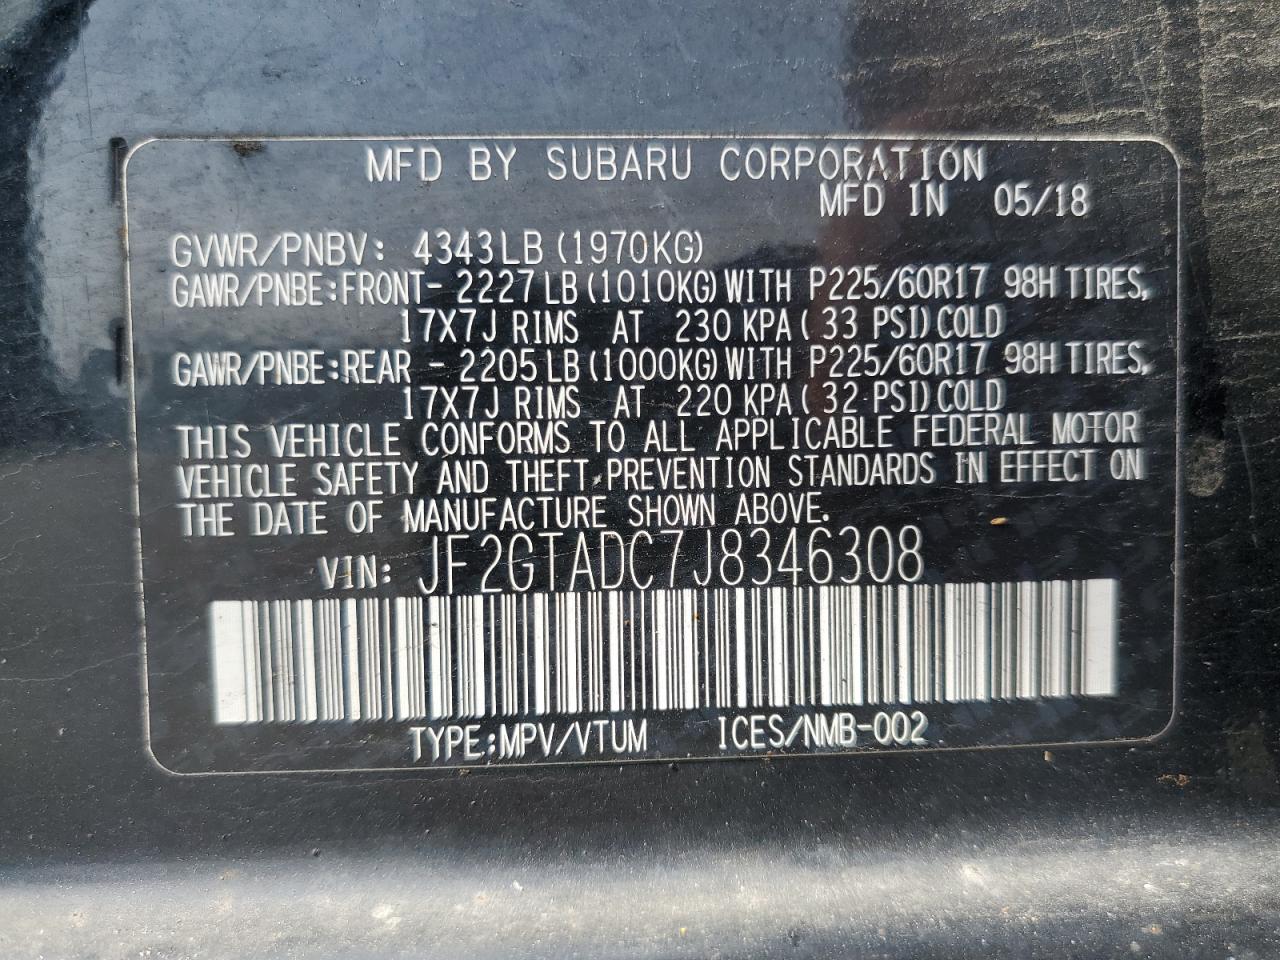 MFD BY SUBARU CORPORATION
MFD IN 05/18
GVWR/PNBV: 4343LB (1970KG)
GAWR/PNBE:FRONT- 2227LB (1010KG) WITH P225/60R17 98H TIRES,
17X7J RIMS AT 230 KPA( 33 PSI) COLD
GAWR/PNBE:REAR - 2205LB (1000KG) WITH P225/60R17 98H TIRES,
17X7J RIMS AT 220 KPA( 32 PSI) COLD
THIS VEHICLE CONFORMS TO ALL APPLICABLE FEDERAL MOTOR
VEHICLE SAFETY AND THEFT PREVENTION STANDARDS IN EFFECT ON
THE DATE OF MANUFACTURE SHOWN ABOVE.
VIN: JF2GTADC7J8346308
TYPE:MPV/VTUM ICES/NMB-002